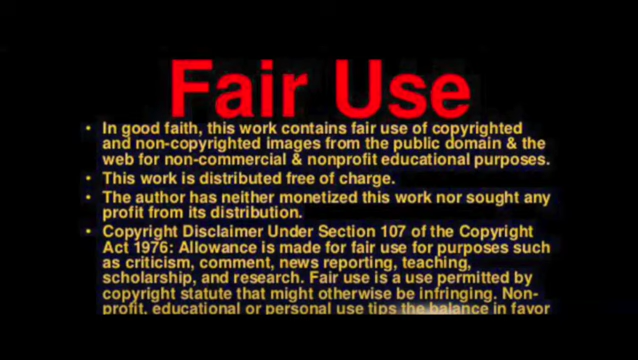 Fair Use
• In good faith, this work contains fair use of copyrighted
and non-copyrighted images from the public domain & the
web for non-commercial & nonprofit educational purposes.
• This work is distributed free of charge.
• The author has neither monetized this work nor sought any
profit from its distribution.
• Copyright Disclaimer Under Section 107 of the Copyright
Act 1976: Allowance is made for fair use for purposes such
as criticism, comment, news reporting, teaching,
scholarship, and research. Fair use is a use permitted by
copyright statute that might otherwise be infringing. Non-
profit, educational or personal use tips the balance in favor